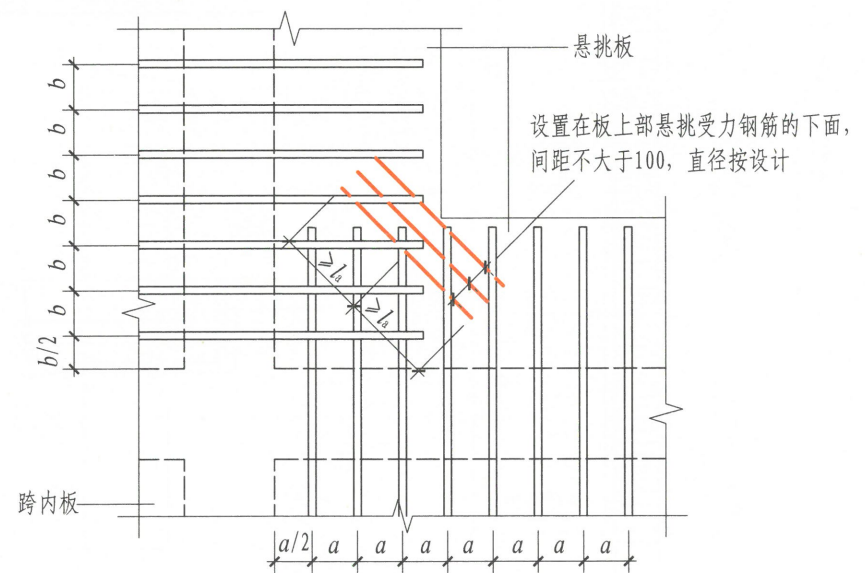 悬挑板
设置在板上部悬挑受力钢筋的下面，
间距不大于100，直径按设计
b
b
b
b
b
b
b/2
≥la
≥la
跨内板
a/2 a a a a a a a